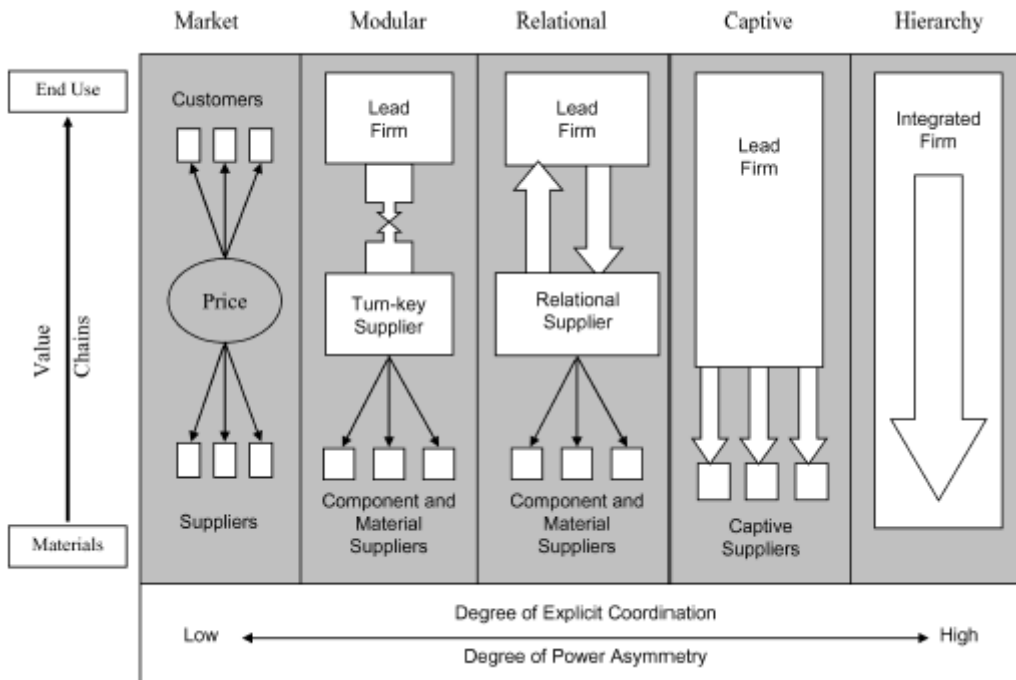 Market
Modular
Relational
Captive
Hierarchy
End Use
Value
Chains
Materials
Customers
Price
Suppliers
Lead
Firm
Turn-key
Supplier
Component and
Material
Suppliers
Lead
Firm
Relational
Supplier
Component and
Material
Suppliers
Lead
Firm
Captive
Suppliers
Integrated
Firm
Degree of Explicit Coordination
Low
High
Degree of Power Asymmetry